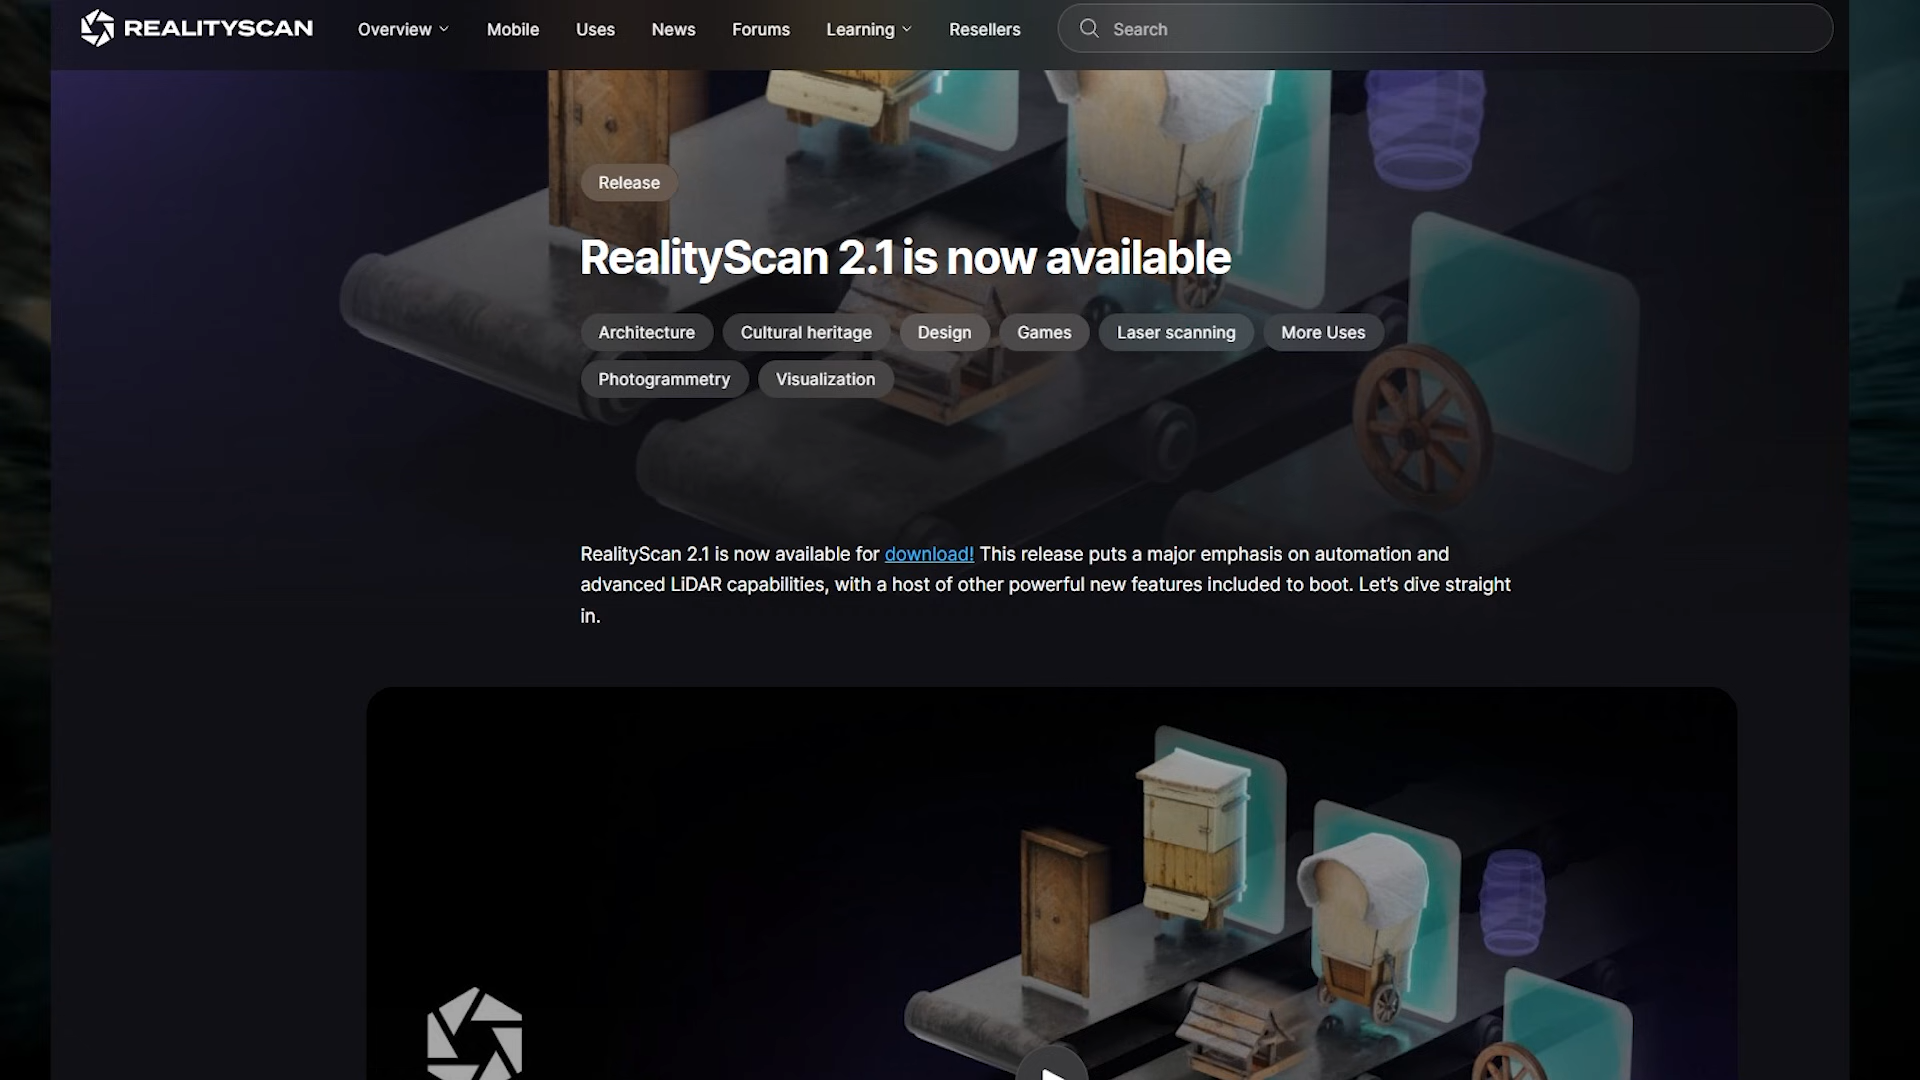 REALITYSCAN
Overview
Mobile
Uses
News
Forums
Learning
Resellers
Search
Release
RealityScan 2.1 is now available
Architecture
Cultural heritage
Design
Games
Laser scanning
More Uses
Photogrammetry
Visualization
RealityScan 2.1 is now available for download! This release puts a major emphasis on automation and
advanced LiDAR capabilities, with a host of other powerful new features included to boot. Let’s dive straight
in.